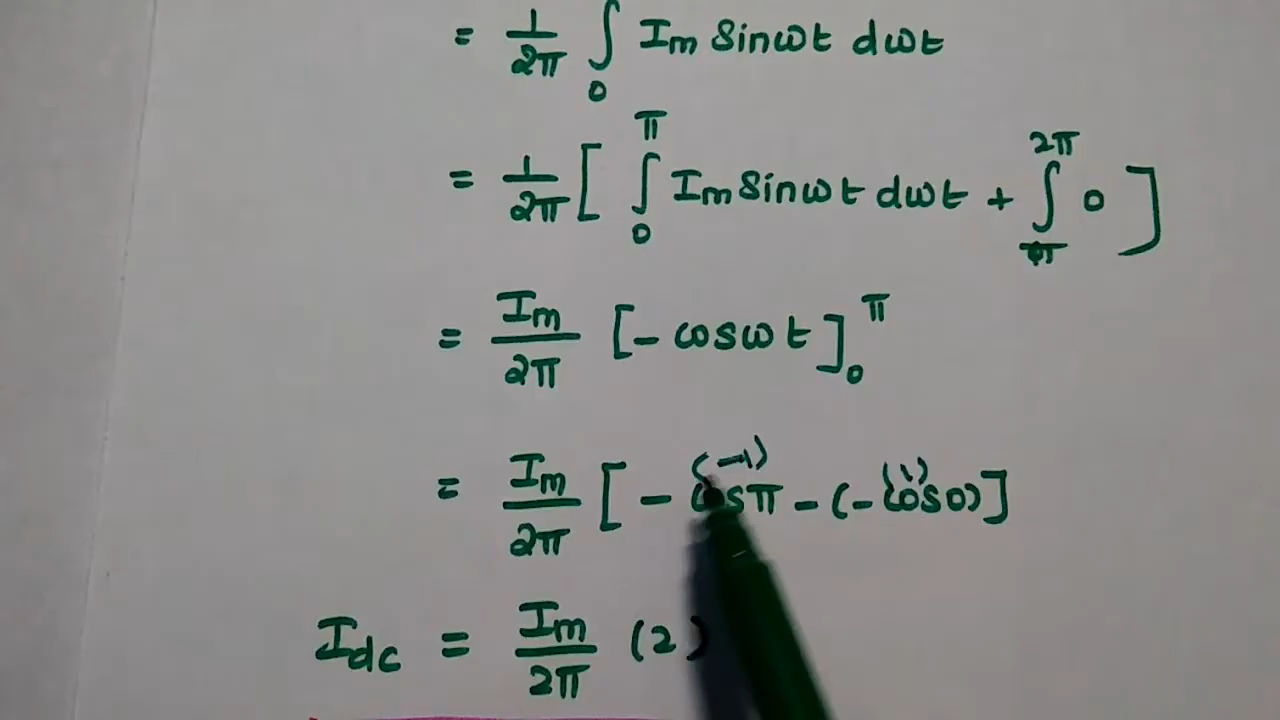 = 1/2π ∫₀ Im Sinωt dωt
= 1/2π [ ∫₀^π Im Sinωt dωt + ∫_π^2π 0 ]
= Im/2π [- cosωt]₀^π
= Im/2π [- cosπ (-1) - (- cos0 (1))]
Idc = Im/2π (2)